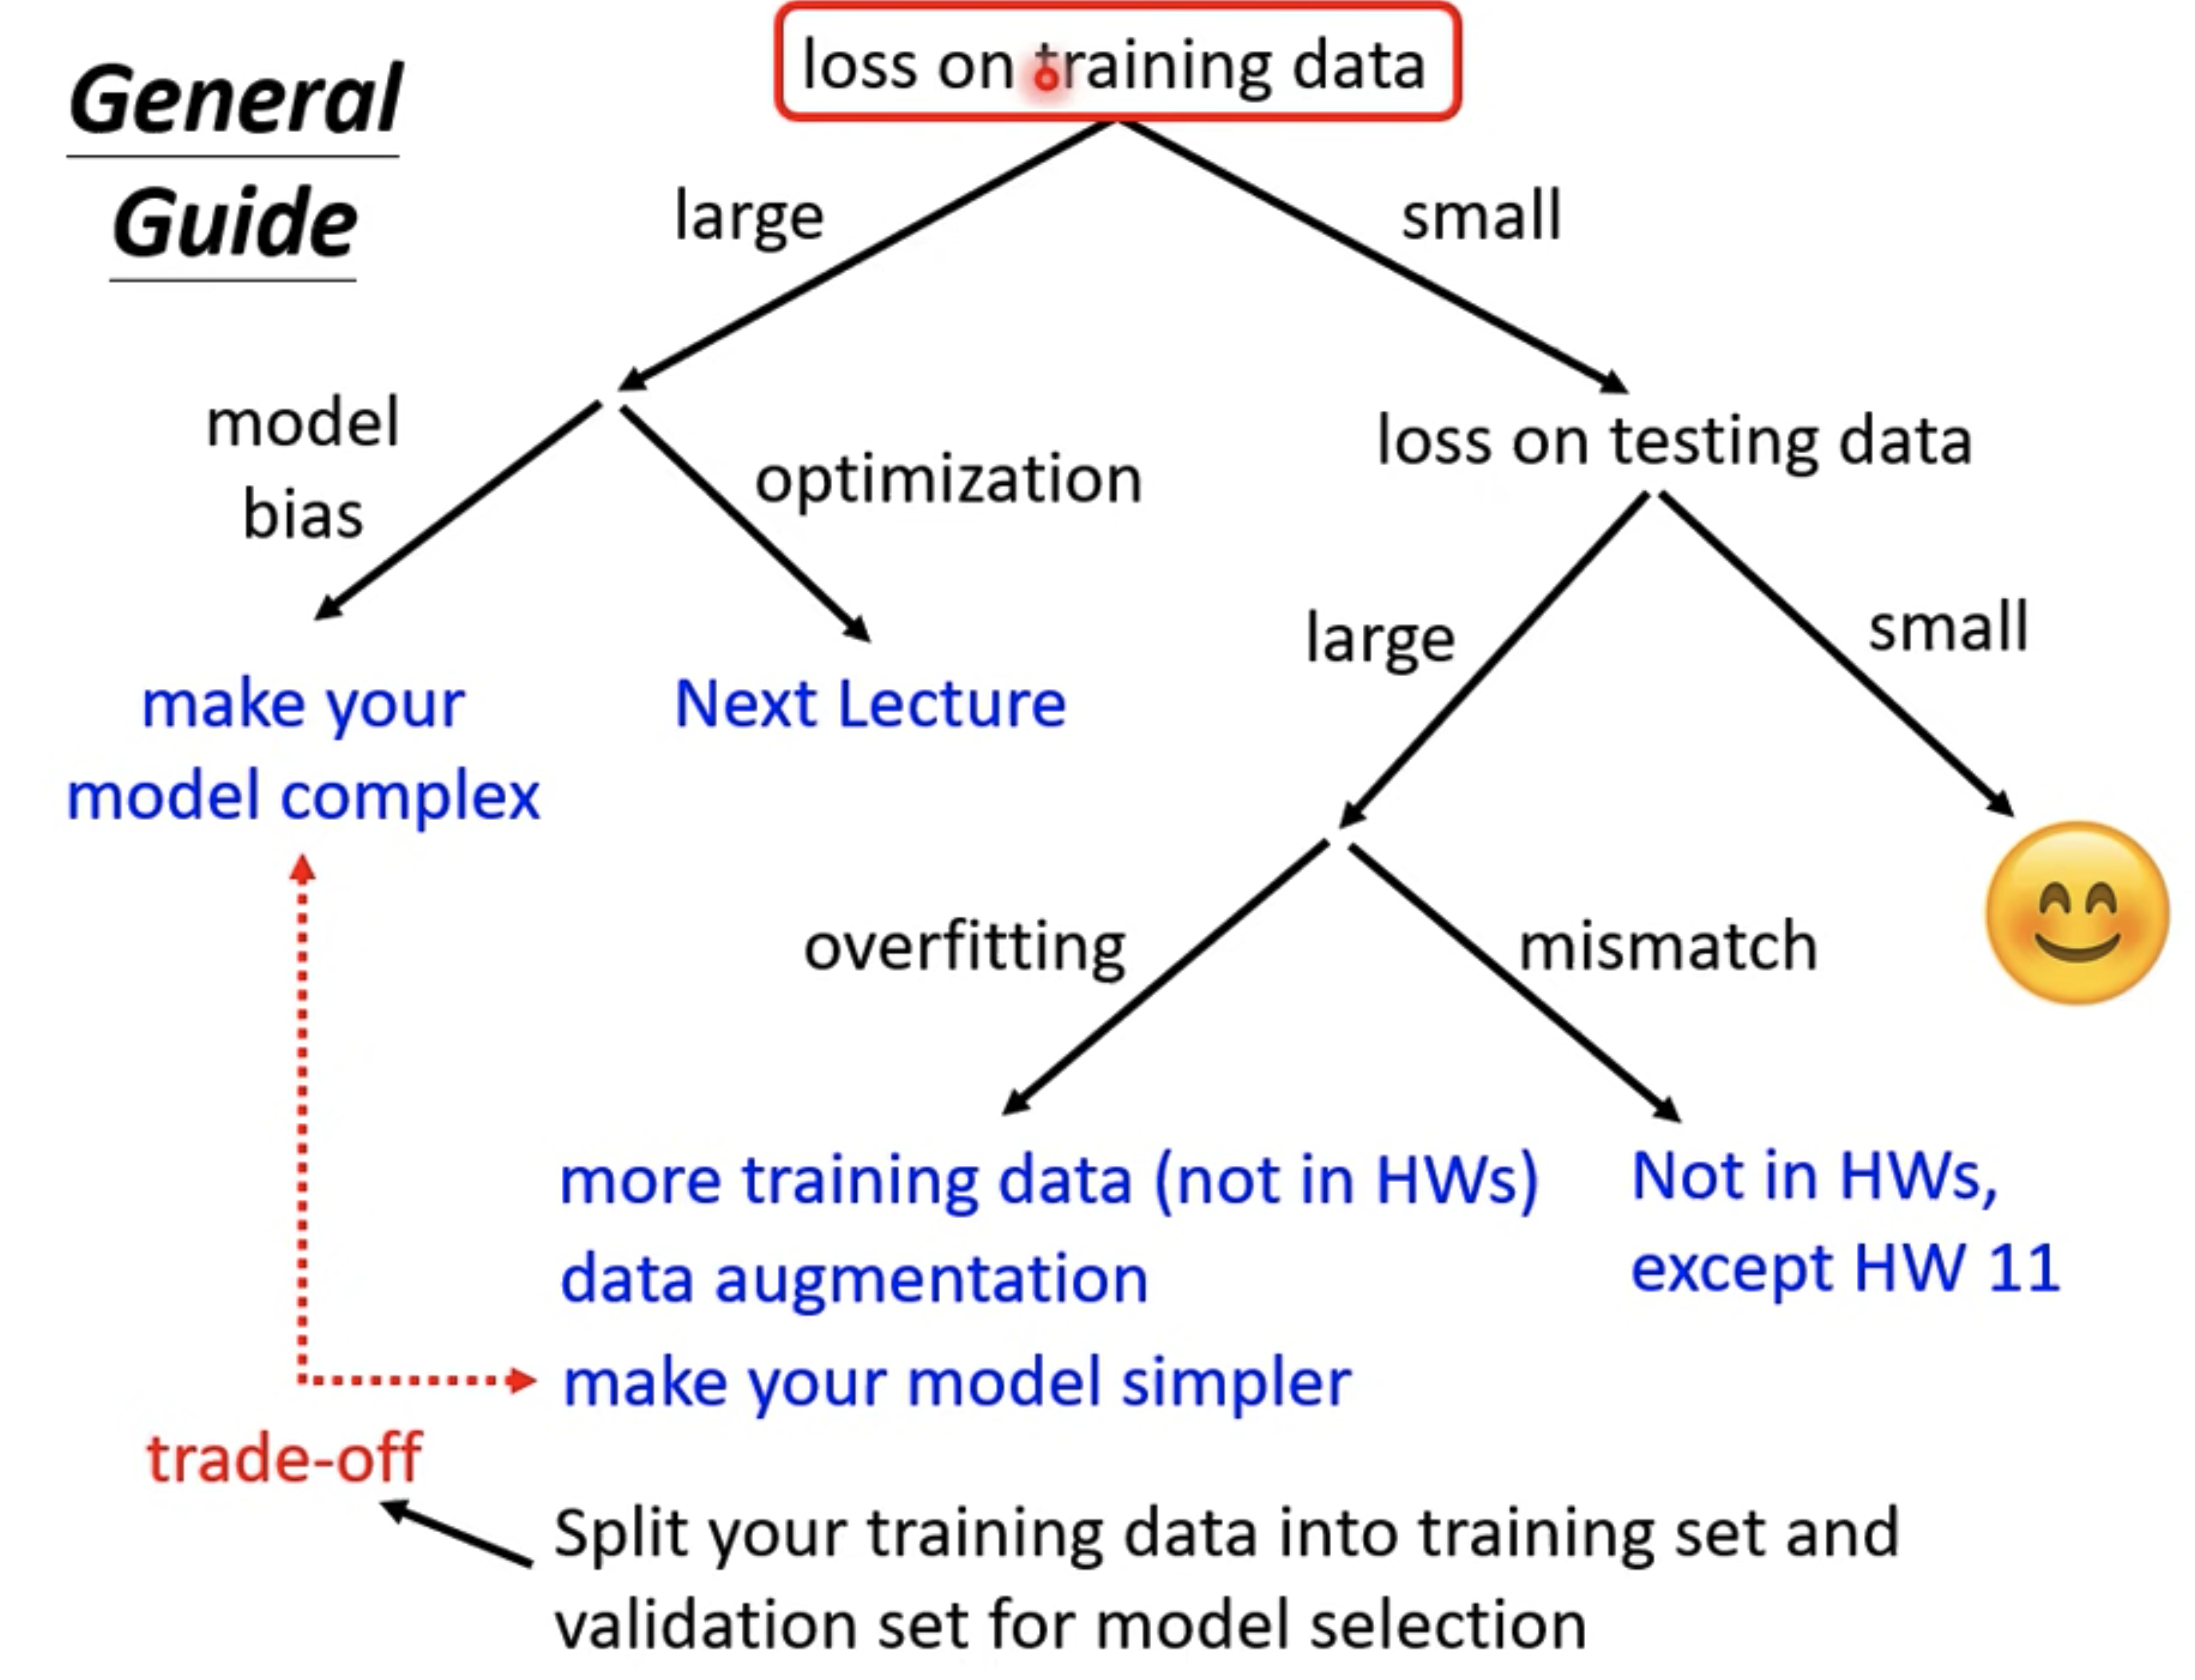 General
Guide
loss on training data
large
small
model
bias
optimization
loss on testing data
make your
model complex
Next Lecture
large
small
overfitting
mismatch
more training data (not in HWs)
data augmentation
make your model simpler
Not in HWs,
except HW 11
trade-off
Split your training data into training set and
validation set for model selection